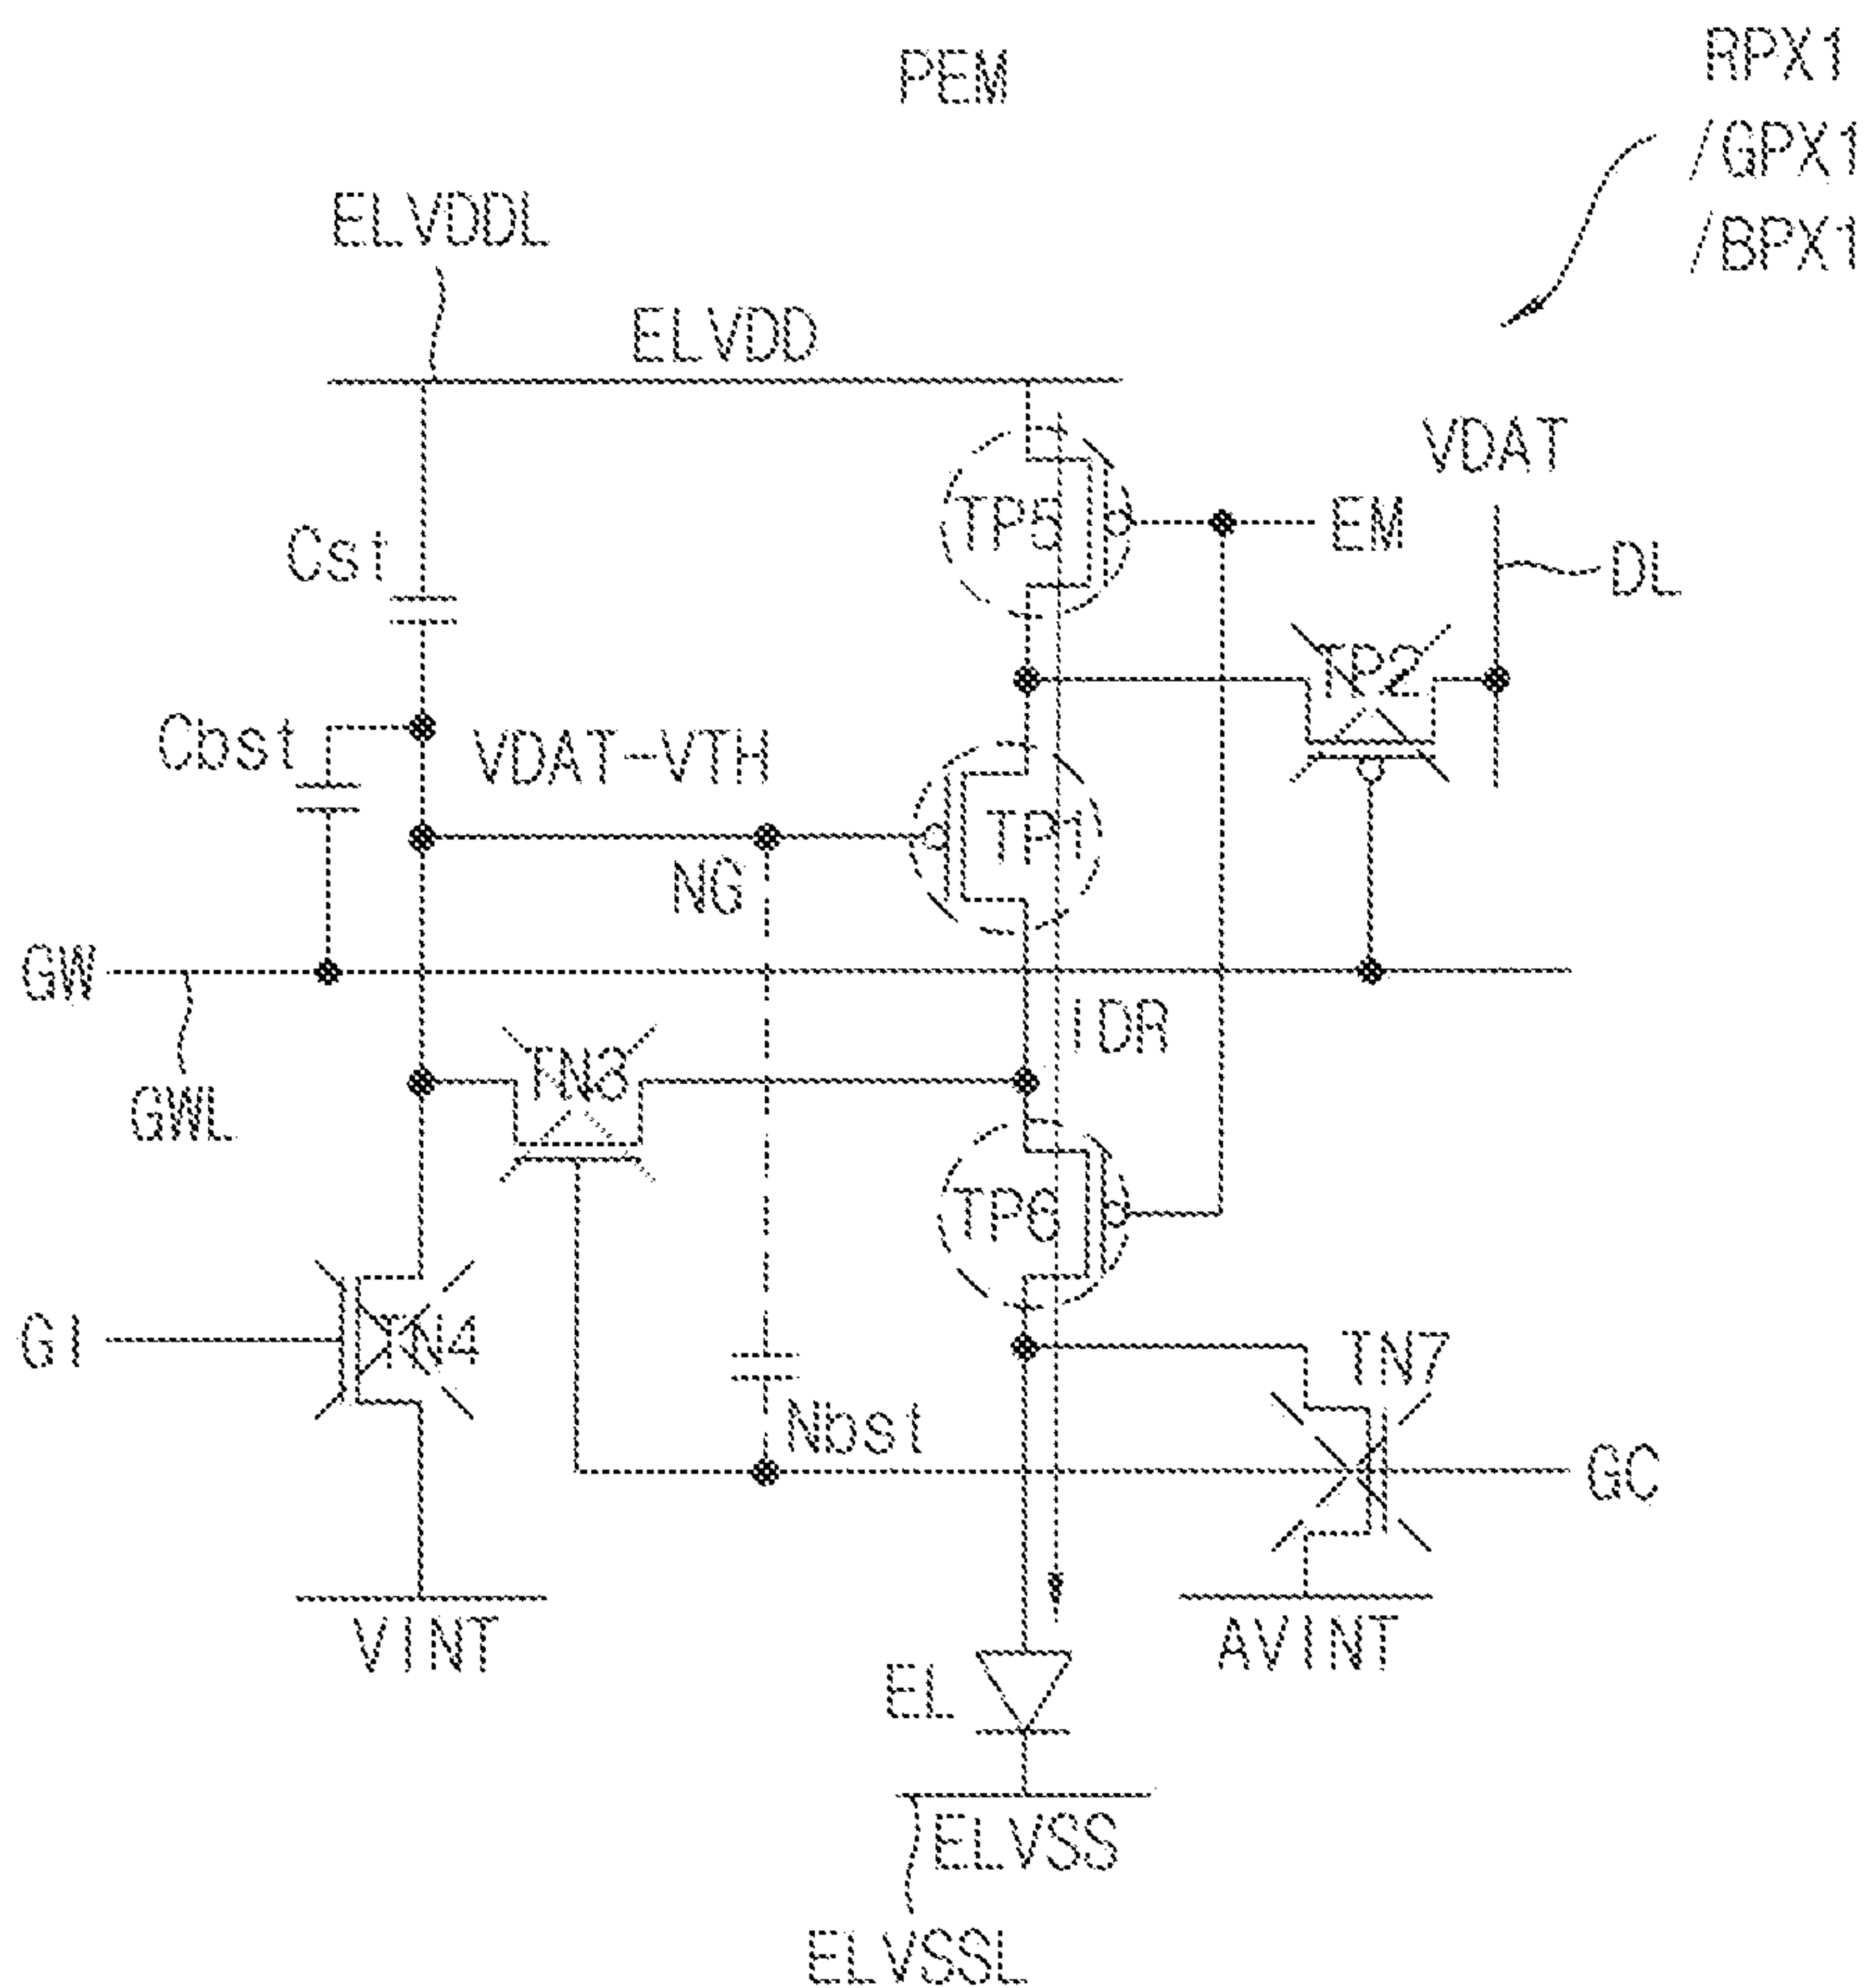 PEM
RPX1
/GPX1
/BPX1
ELVDDL
ELVDD
VDAT
TP5
EM
Cst
DL
TP2
Cbst
VDAT-VTH
TP1
NG
GW
IDR
TN3
GWL
TP6
GI
TN4
TN7
Nbst
GC
VINT
AVINT
EL
ELVSS
ELVSSL